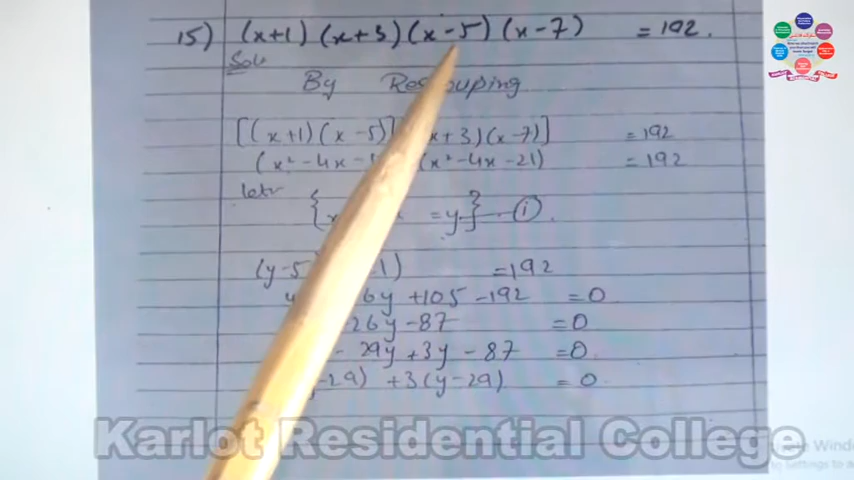 15) (x+1) (x+3) (x-5) (x-7) = 192.
Sol:
By
[(x+1)(x-5)] x+3)(x-7)] =192
(x²-4x- (x²-4x-21) =192
let
{ =y} (i).
(y-5 1) =192
6y +105 -192 =0
26y -87 =0
- 29y +3y - 87 =0.
-29) +3(y-29) =0
Karlot Residential College